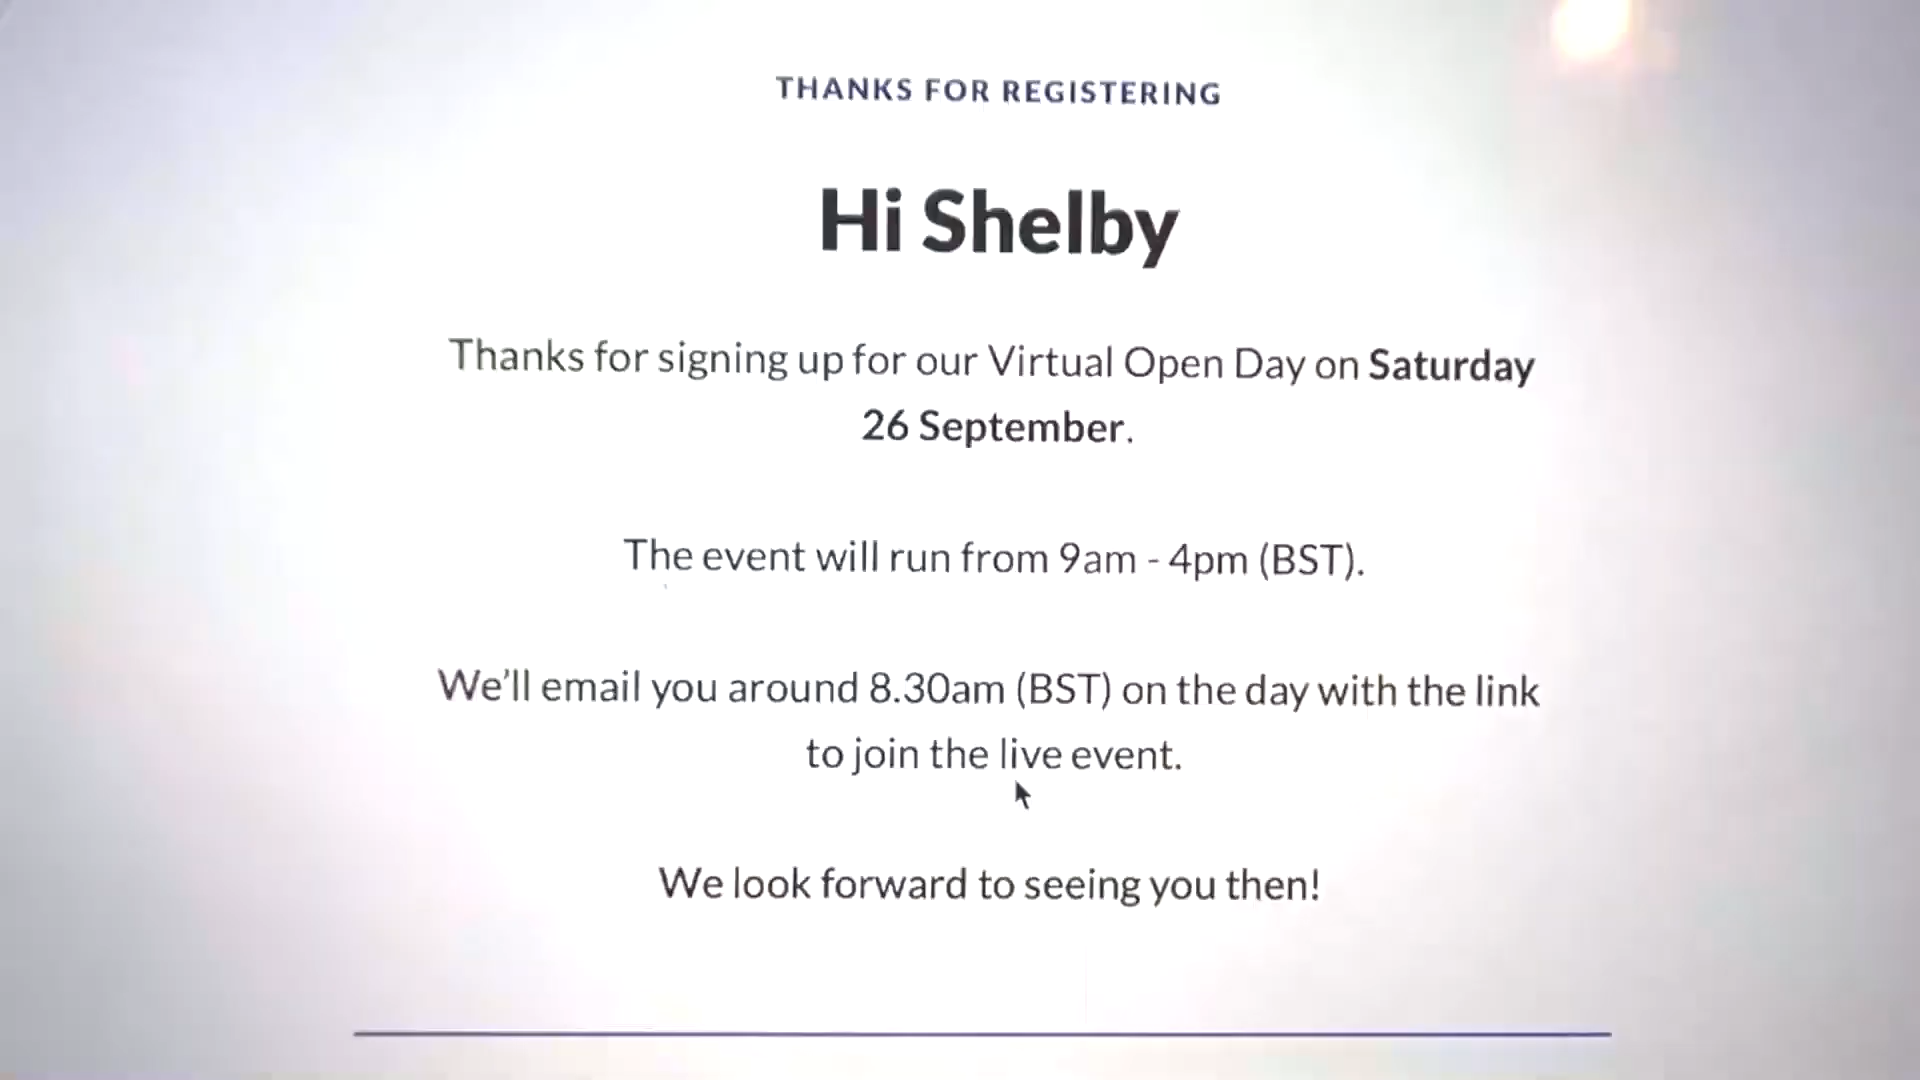 THANKS FOR REGISTERING
Hi Shelby
Thanks for signing up for our Virtual Open Day on Saturday
26 September.
The event will run from 9am - 4pm (BST).
We'll email you around 8.30am (BST) on the day with the link
to join the live event.
We look forward to seeing you then!